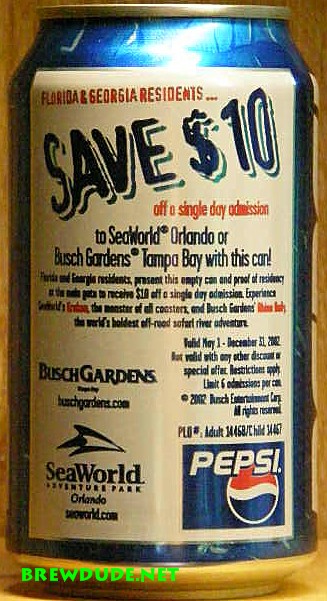 FLORIDA & GEORGIA RESIDENTS ...
SAVE $10
off a single day admission
to SeaWorld® Orlando or
Busch Gardens® Tampa Bay with this can!
Florida and Georgia residents, present this empty can and proof of residency
at the main gate to receive $10 off a single day admission. Experience
SeaWorld's Kraken, the monster of all coasters, and Busch Gardens' Rhino Rally,
the world's boldest off-road safari river adventure.
Valid May 1 - December 31, 2002.
Not valid with any other discount or
special offer. Restrictions apply.
Limit 6 admissions per can.
© 2002 Busch Entertainment Corp.
All rights reserved.
BUSCH GARDENS
Tampa Bay
buschgardens.com
PLU#: Adult 14468/Child 14467
SeaWorld
ADVENTURE PARK
Orlando
seaworld.com
PEPSI
BREWDUDE.NET